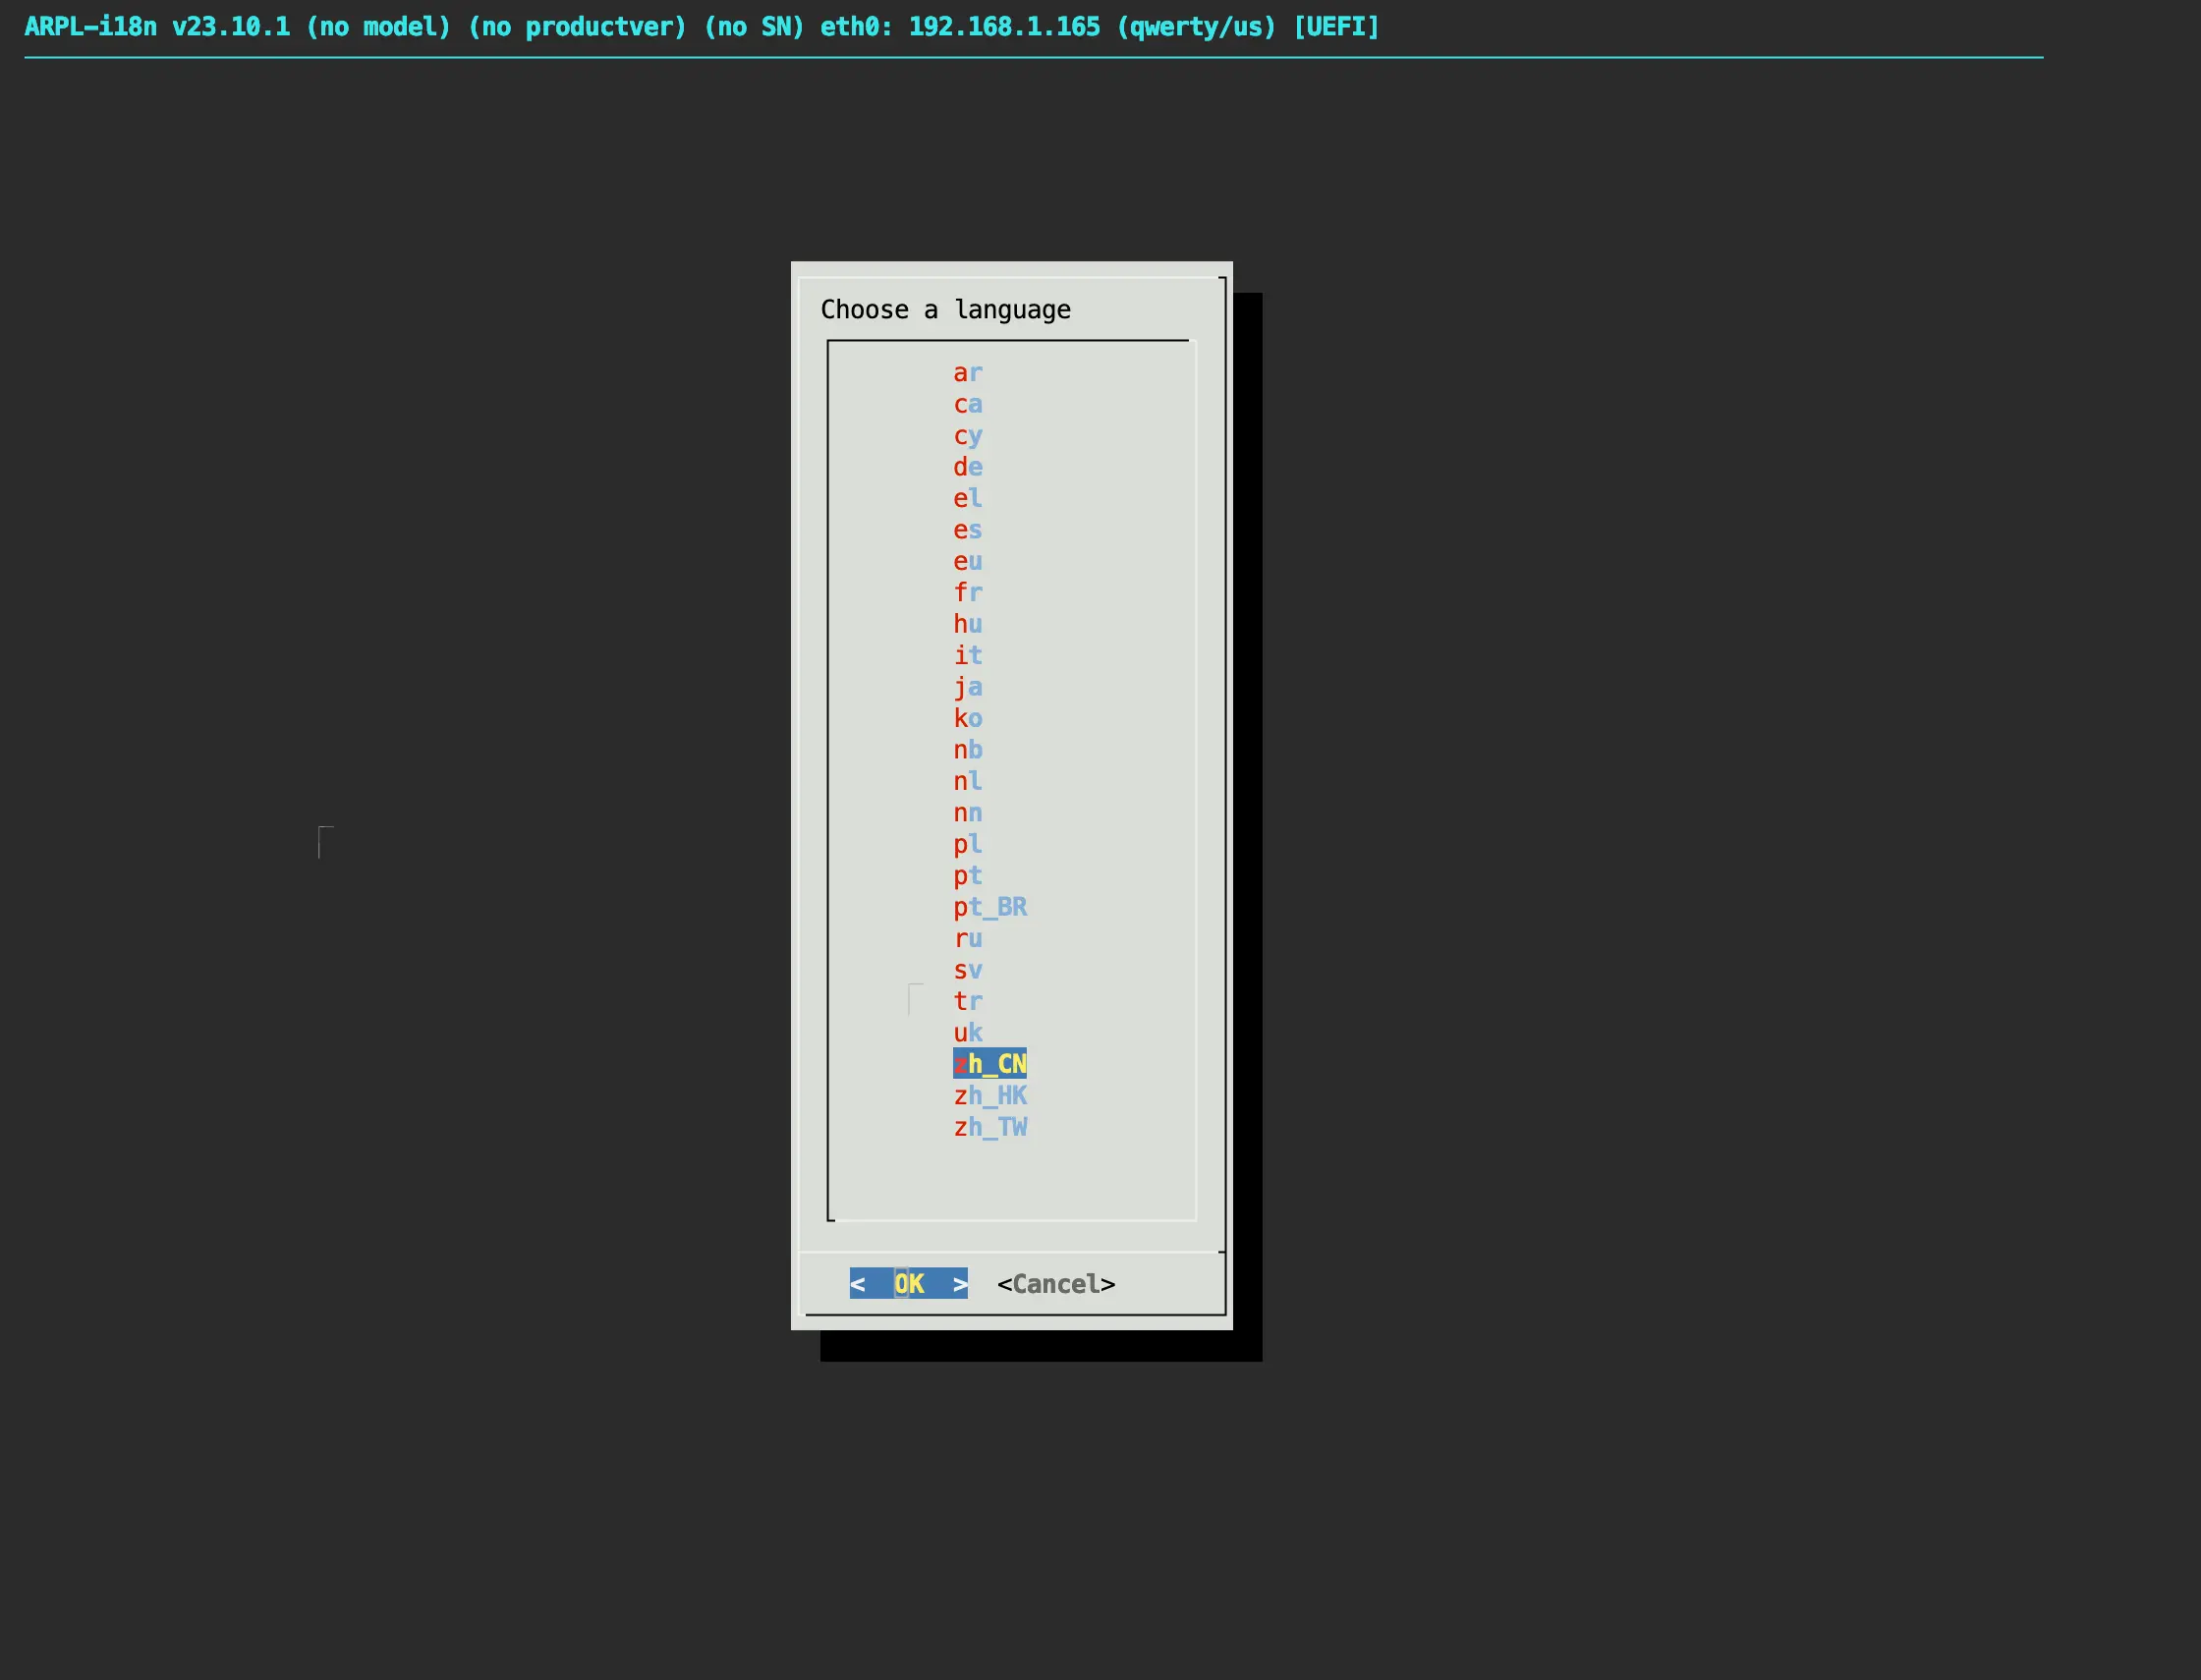 ARPL-i18n v23.10.1 (no model) (no productver) (no SN) eth0: 192.168.1.165 (qwerty/us) [UEFI]
Choose a language
ar
ca
cy
de
el
es
eu
fr
hu
it
ja
ko
nb
nl
nn
pl
pt
pt_BR
ru
sv
tr
uk
zh_CN
zh_HK
zh_TW
< OK > <Cancel>